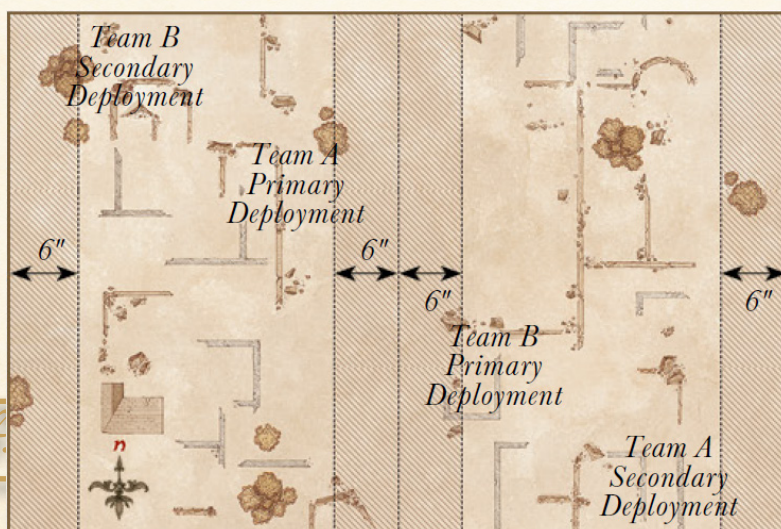 Team B
Secondary
Deployment
Team A
Primary
Deployment
6"
6"
6"
6"
Team B
Primary
Deployment
n
Team A
Secondary
Deployment